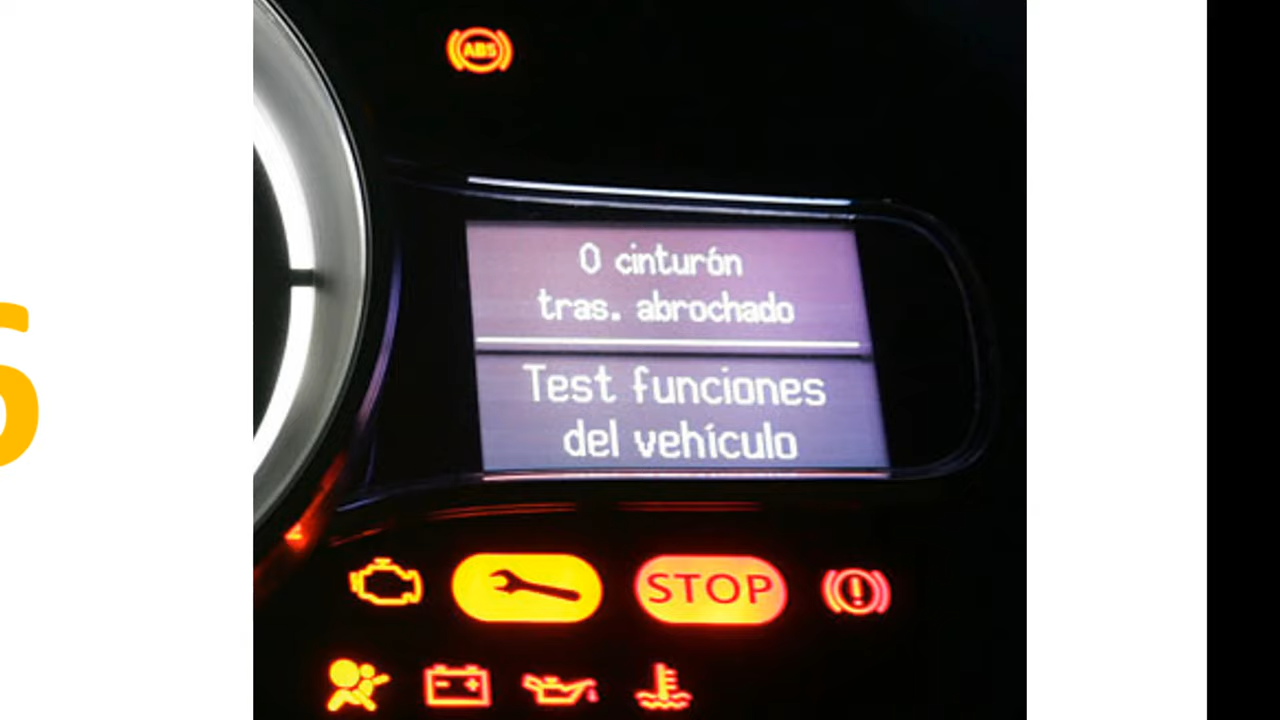 ABS
0 cinturón
tras. abrochado
Test funciones
del vehículo
STOP